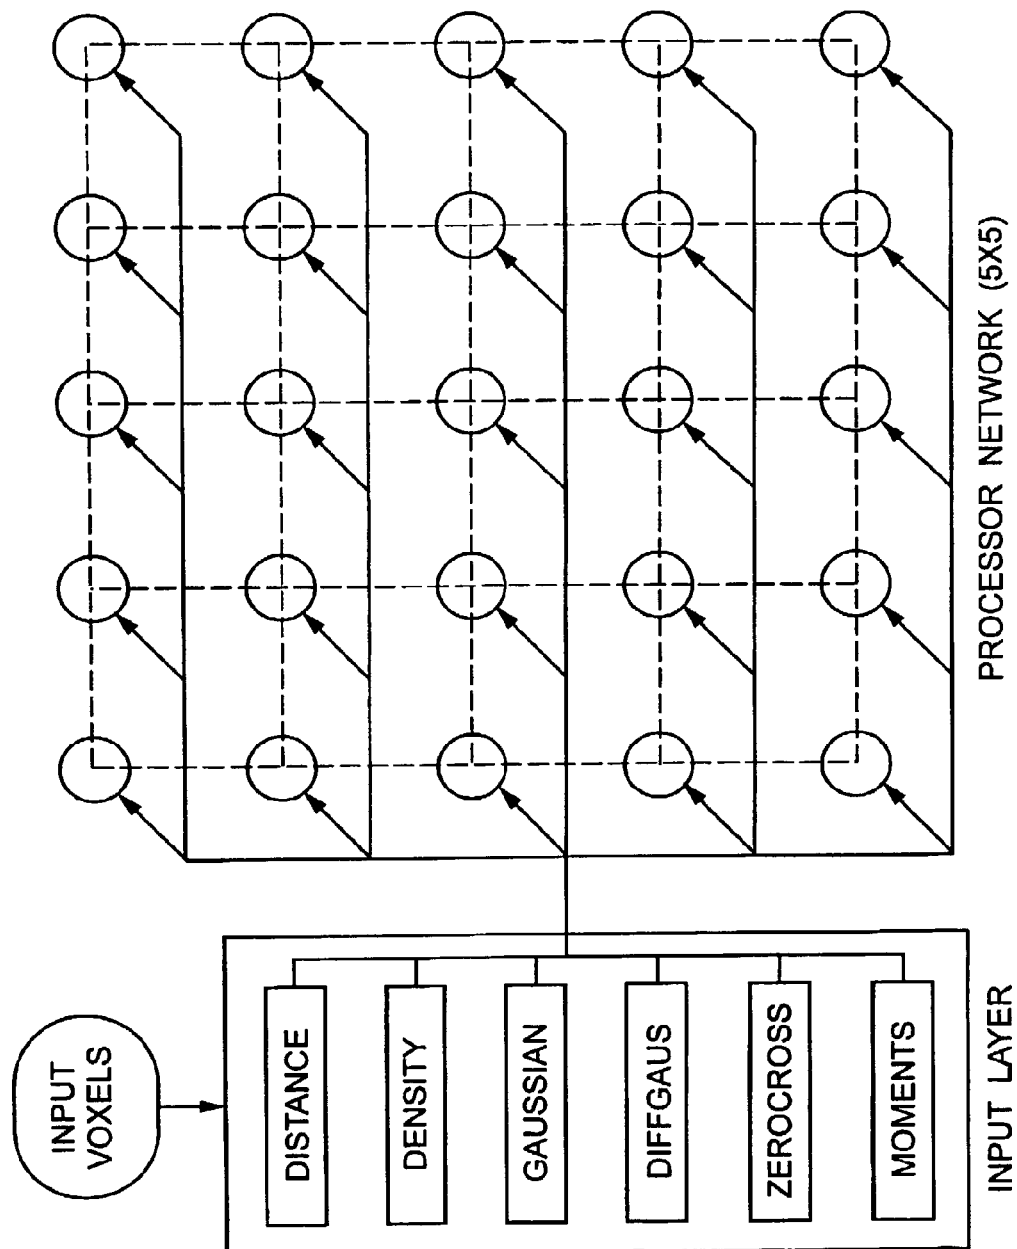 INPUT
VOXELS
DISTANCE
DENSITY
GAUSSIAN
DIFFGAUS
ZEROCROSS
MOMENTS
INPUT LAYER
PROCESSOR NETWORK (5X5)